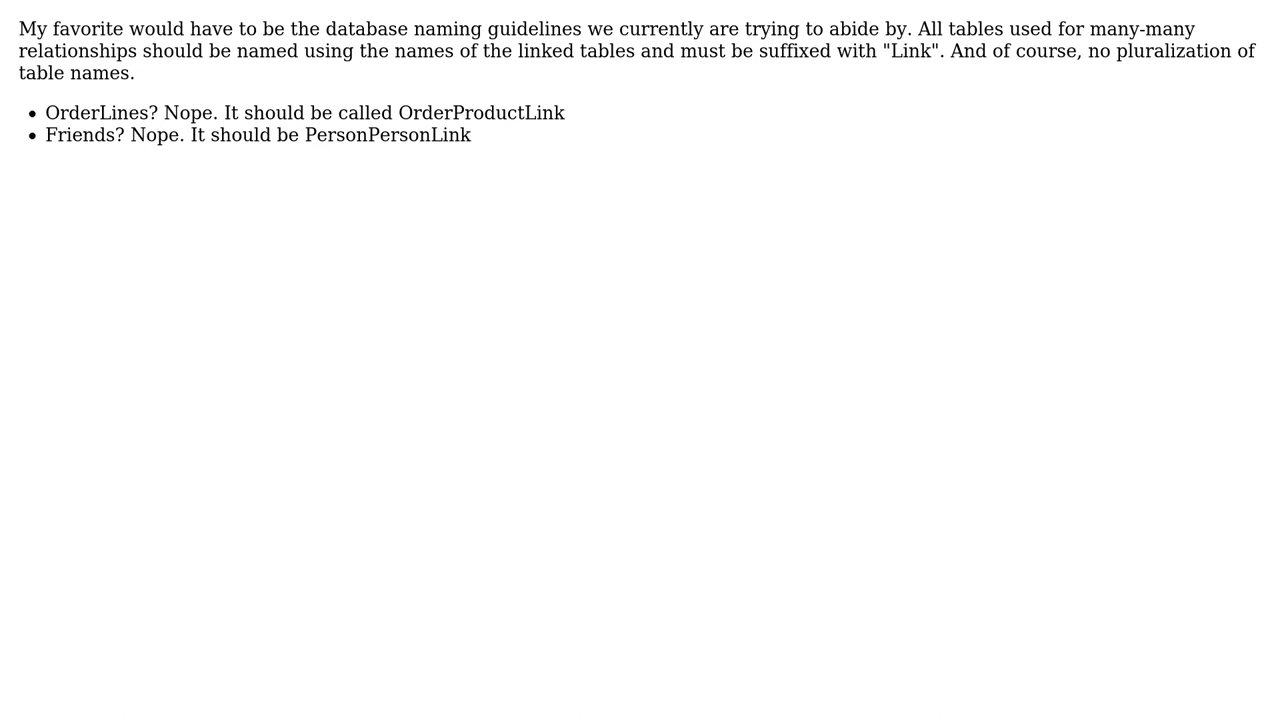 My favorite would have to be the database naming guidelines we currently are trying to abide by. All tables used for many-many
relationships should be named using the names of the linked tables and must be suffixed with "Link". And of course, no pluralization of
table names.
• OrderLines? Nope. It should be called OrderProductLink
• Friends? Nope. It should be PersonPersonLink